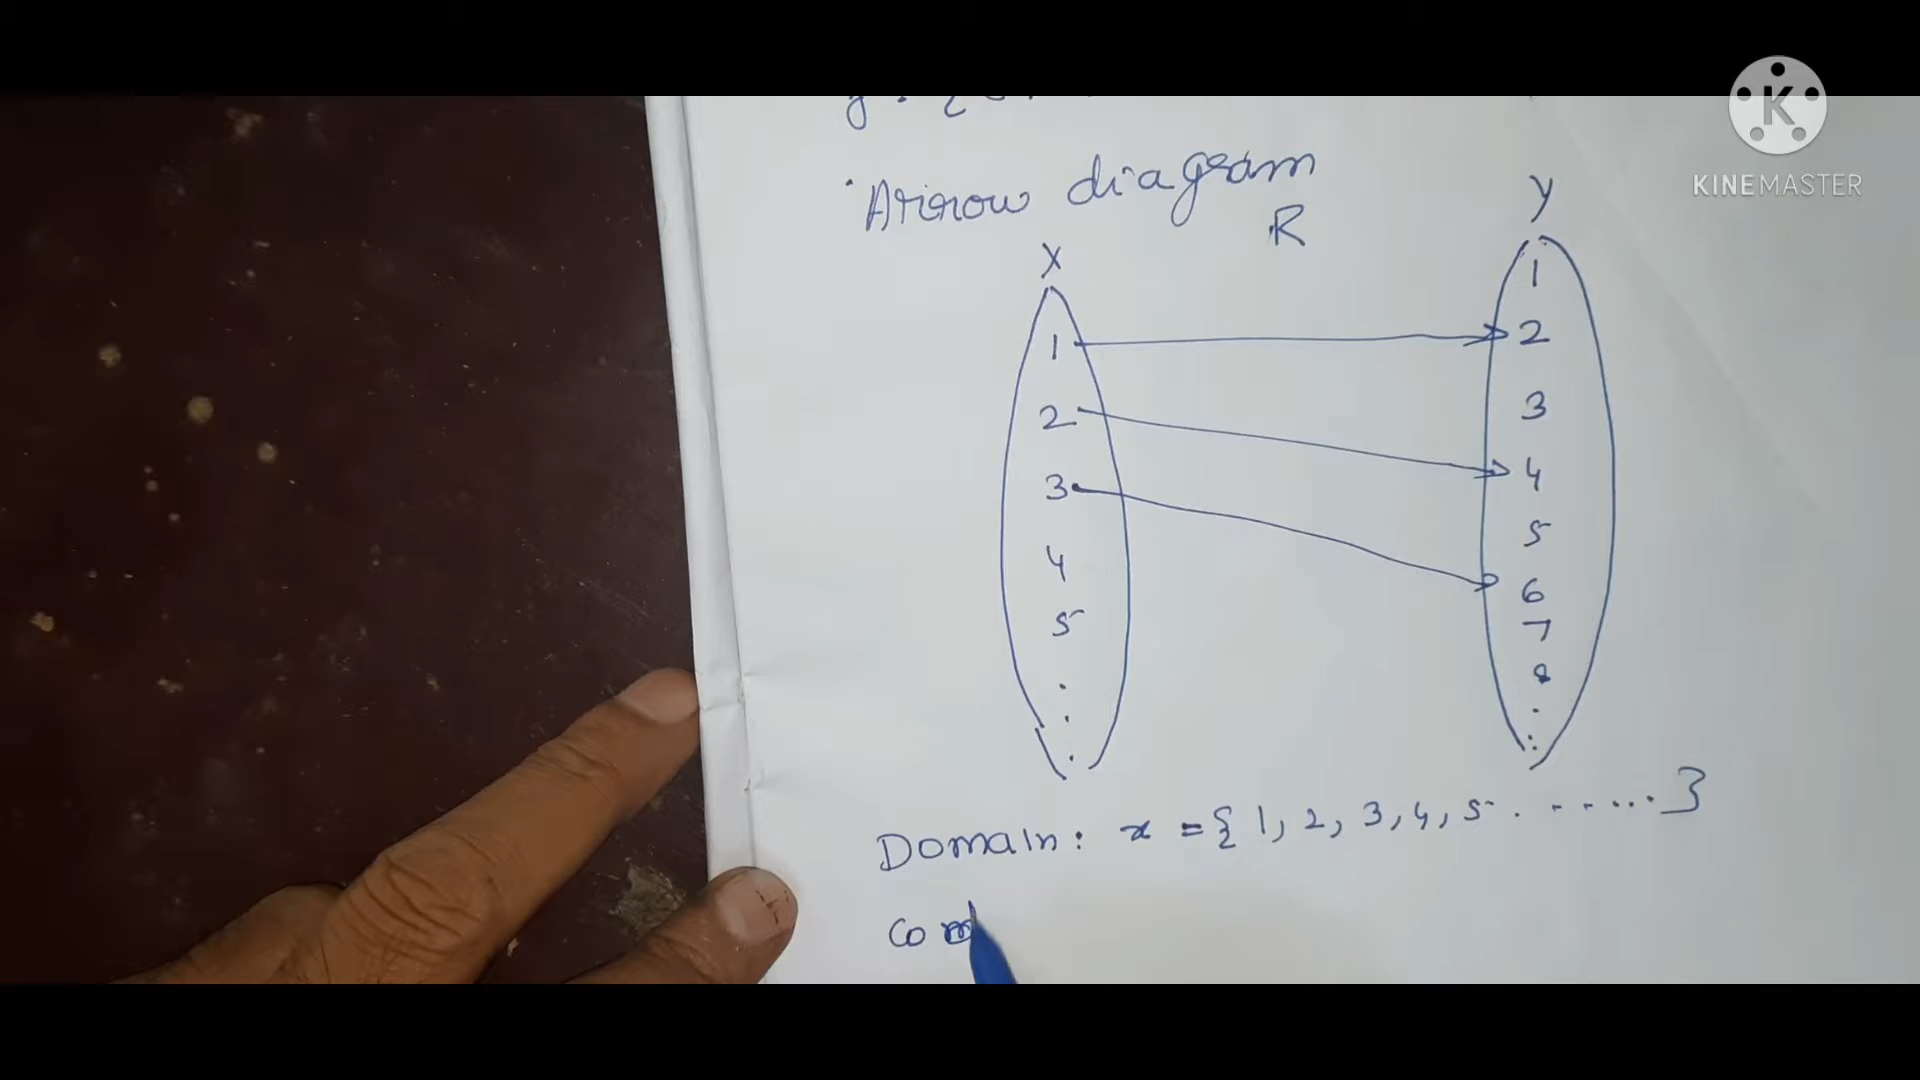 Arrow diagram
R
X
Y
1
2
3
4
5
1
2
3
4
5
6
7
8
Domain: x = {1, 2, 3, 4, 5 . . . . . . }
Co
KINEMASTER